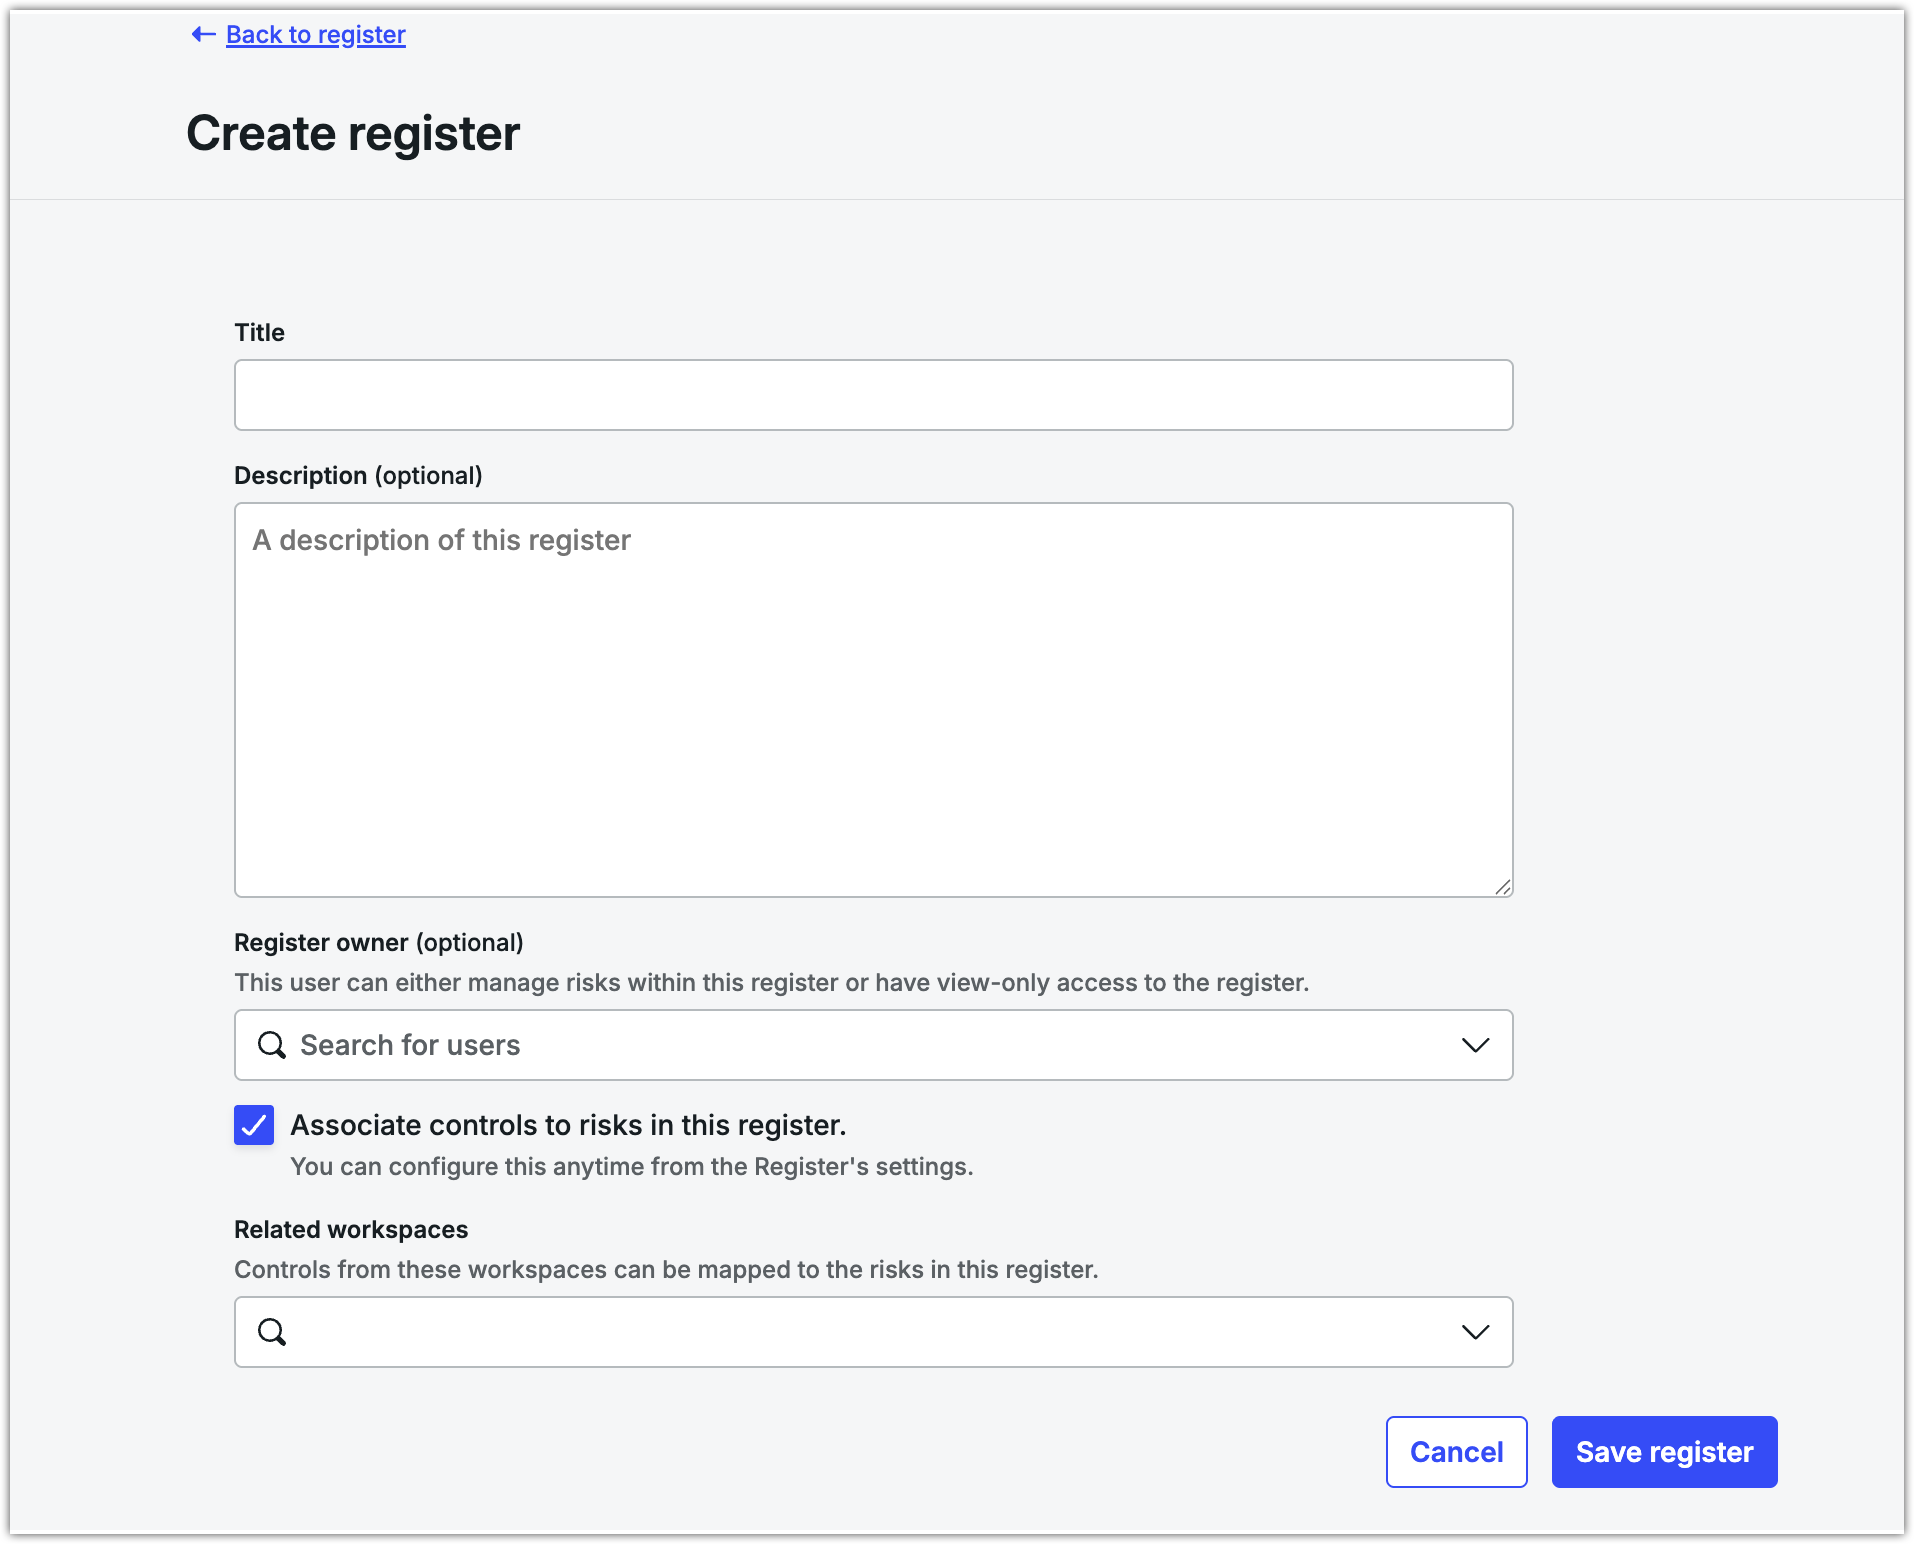 Back to register
Create register
Title
Description (optional)
A description of this register
Register owner (optional)
This user can either manage risks within this register or have view-only access to the register.
Search for users
Associate controls to risks in this register.
You can configure this anytime from the Register's settings.
Related workspaces
Controls from these workspaces can be mapped to the risks in this register.
Cancel
Save register